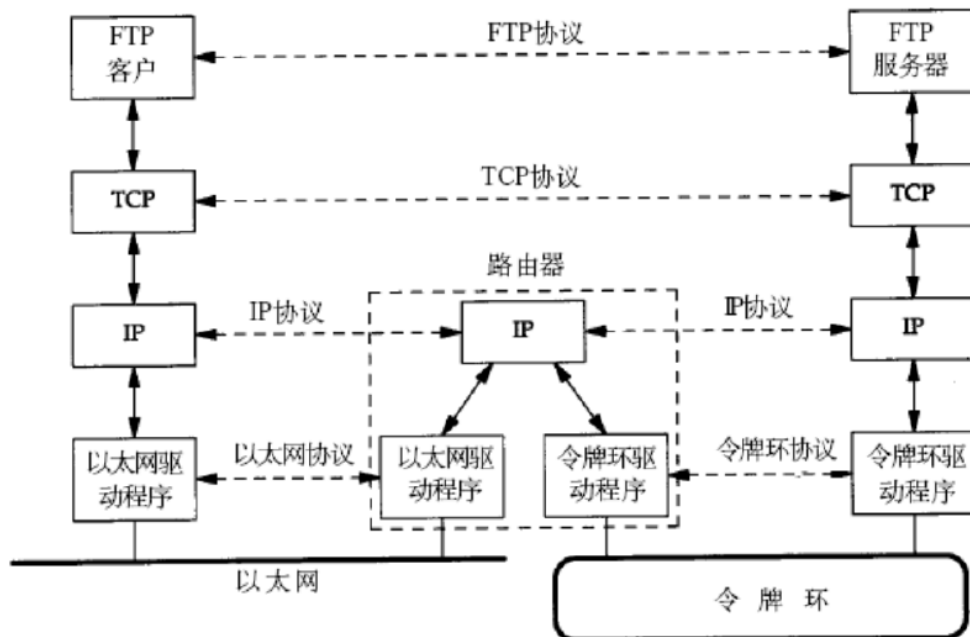 FTP
客户
FTP协议
FTP
服务器
TCP
TCP协议
TCP
路由器
IP
IP协议
IP
IP协议
IP
以太网驱
动程序
以太网协议
以太网驱
动程序
令牌环驱
动程序
令牌环协议
令牌环驱
动程序
以太网
令牌环